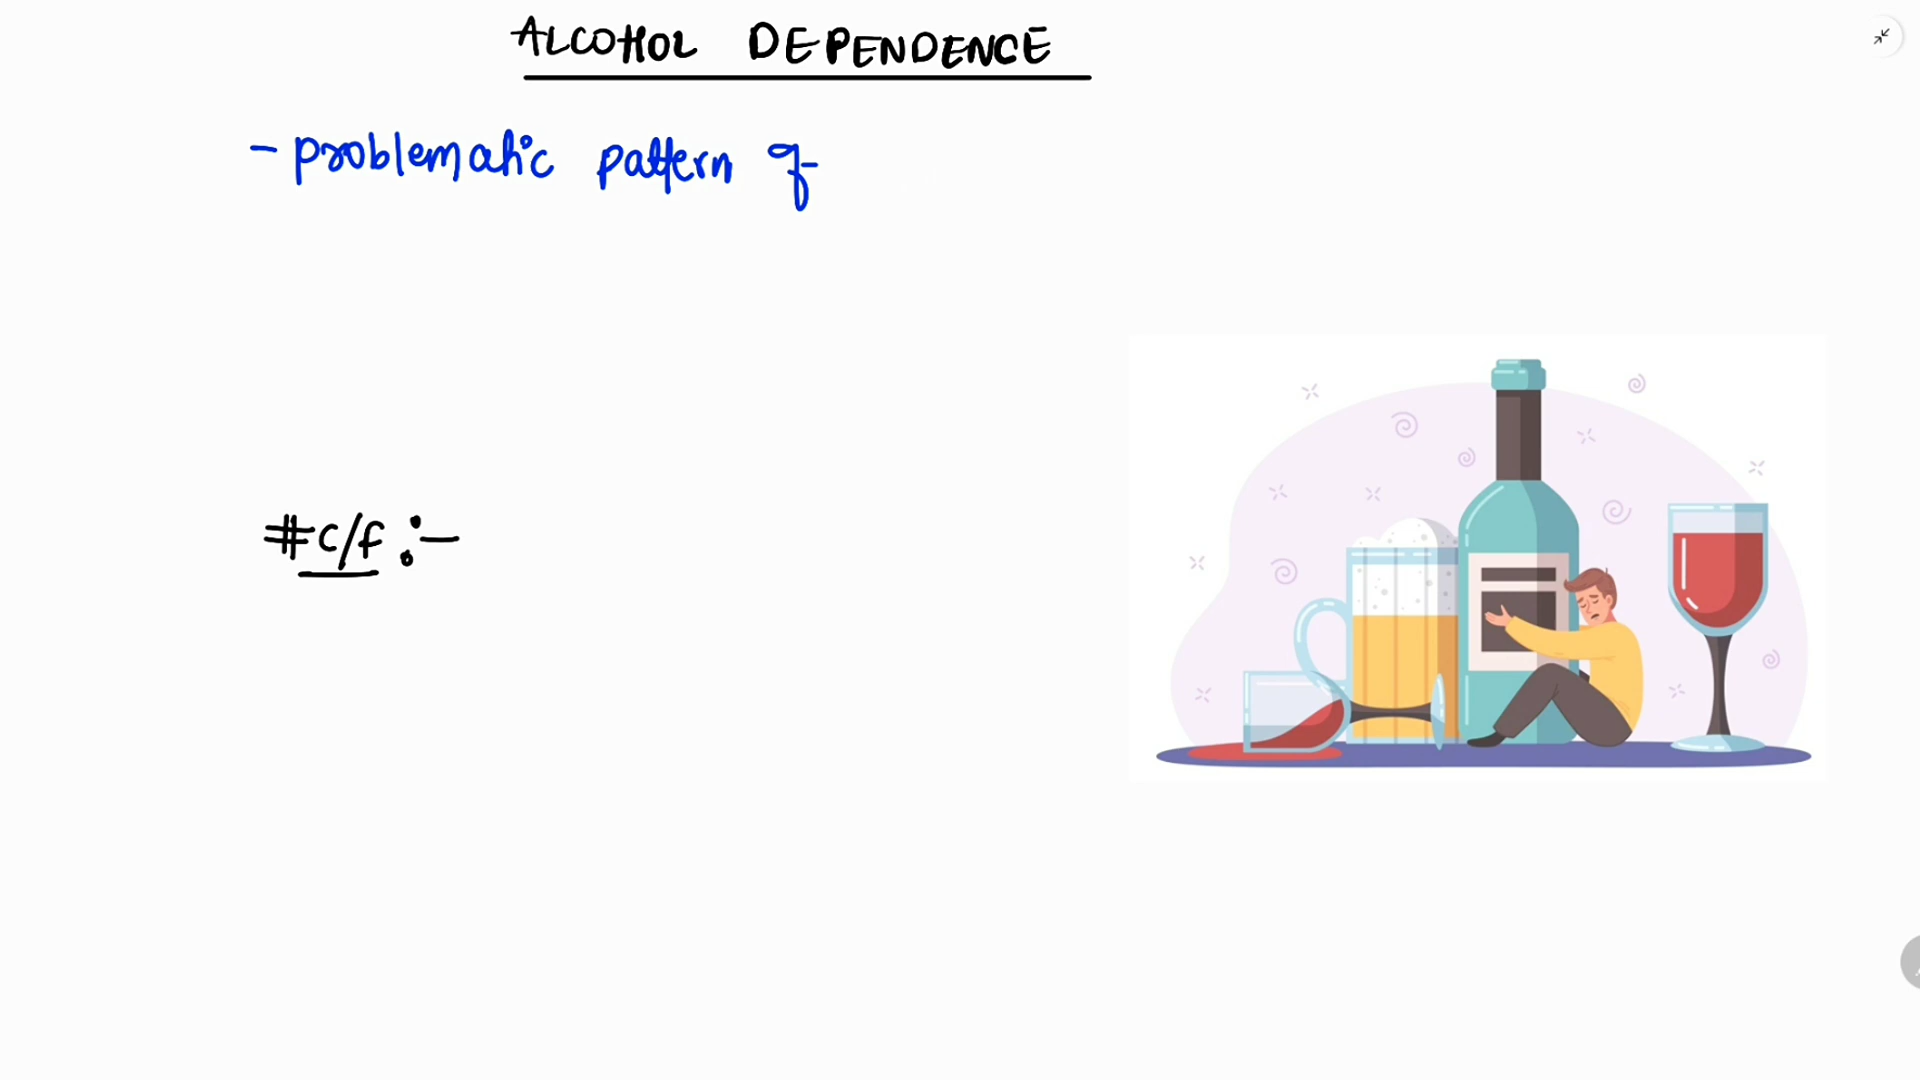 ALCOHOL DEPENDENCE
- problematic pattern of
#c/f :-